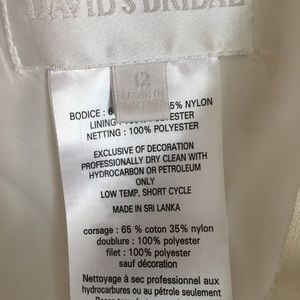 DAVID'S BRIDAL
12
BODICE : 6 5% NYLON
LINING : POLYESTER
NETTING : 100% POLYESTER
EXCLUSIVE OF DECORATION
PROFESSIONALLY DRY CLEAN WITH
HYDROCARBON OR PETROLEUM
ONLY
LOW TEMP, SHORT CYCLE
MADE IN SRI LANKA
corsage : 65 % coton 35% nylon
doublure : 100% polyester
filet : 100% polyester
sauf décoration
Nettoyage à sec professionnel aux
hydrocarbures ou au pétrole seulement